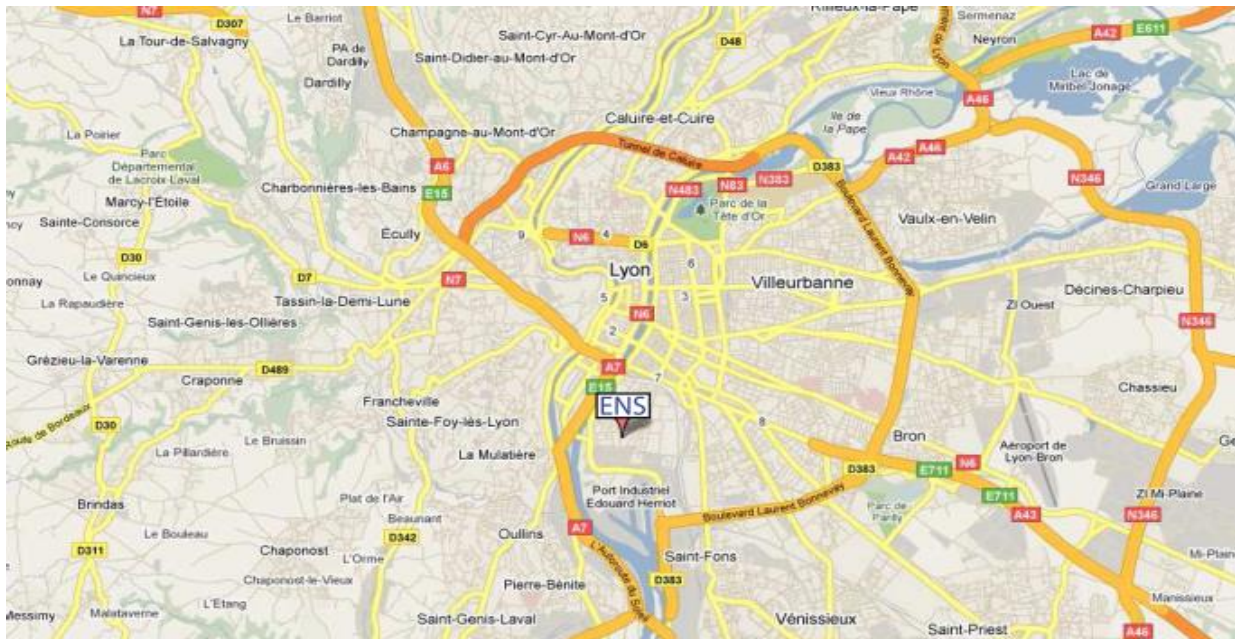 N7
D307
Le Barriot
La Tour-de-Salvagny
PA de
Dardilly
Dardilly
Saint-Cyr-Au-Mont-d'Or
Saint-Didier-au-Mont-d'Or
D48
Rillieux-la-Pape
Sermenaz
Neyron
A42
E611
Lac de
Miribel Jonage
A46
Vieux Rhône
Ile de
la Pape
La Poirier
Parc
Départemental
de Lacroix-Laval
Champagne-au-Mont-d'Or
Caluire-et-Cuire
Tunnel de Caluire
A6
E15
Charbonnières-les-Bains
N483
N83
N383
D383
A42
A46
N346
Grand Large
Marcy-l'Étoile
Sainte-Consorce
Parc de la
Tête d'Or
Boulevard Laurent Bonnevay
Vaulx-en-Velin
Écully
9
N6
4
D6
D30
Le Quincieux
D7
N7
Lyon
6
Villeurbanne
La Rapaudière
Tassin-la-Demi-Lune
5
3
ZI Ouest
Décines-Charpieu
Saint-Genis-les-Ollières
N6
2
N346
Grézieu-la-Varenne
D489
Craponne
A7
E15
7
Chassieu
Route de Bordeaux
D30
Francheville
ENS
Sainte-Foy-lès-Lyon
8
Le Bruissin
La Pillardière
La Mulatière
Bron
Aéroport de
Lyon-Bron
D383
E711
N6
Brindas
Plat de l'Air
Port Industriel
Edouard Herriot
Boulevard Laurent Bonnevay
Parc de
Parilly
E711
A43
ZI Mi-Plaine
N346
Beaunant
Le Bouleau
D342
Oullins
A7
D311
Chaponost
L'Orme
L'Autoroute du Soleil
Saint-Fons
Mi-Plaine
Chaponost-le-Vieux
D383
Pierre-Bénite
Manissieux
L'Etang
Messimy
Malataverne
Saint-Genis-Laval
Vénissieux
Saint-Priest
A46